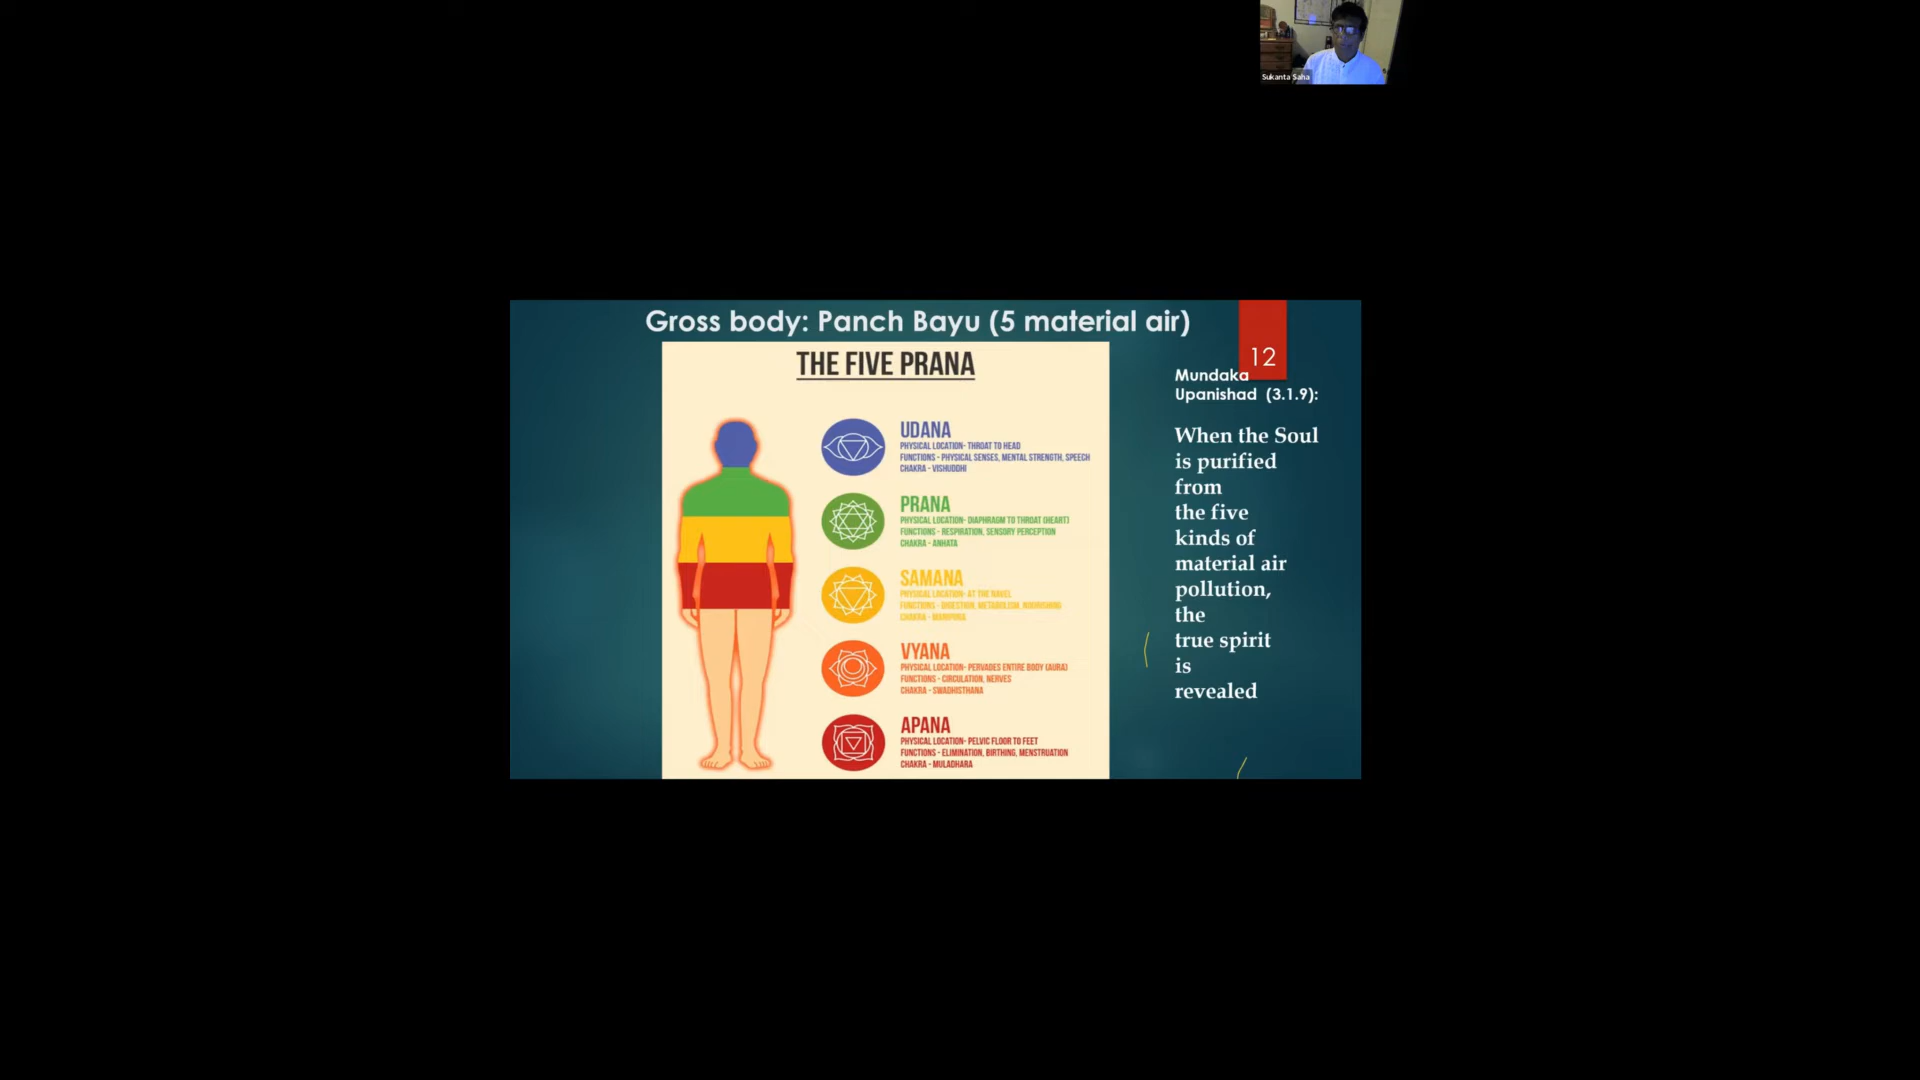 Sukanta Saha
Gross body: Panch Bayu (5 material air)
12
THE FIVE PRANA
UDANA
PHYSICAL LOCATION- THROAT TO HEAD
FUNCTIONS - PHYSICAL SENSES, MENTAL STRENGTH, SPEECH
CHAKRA - VISHUDDHI
PRANA
PHYSICAL LOCATION- DIAPHRAGM TO THROAT (HEART)
FUNCTIONS - RESPIRATION, SENSORY PERCEPTION
CHAKRA - ANHATA
SAMANA
PHYSICAL LOCATION- AT THE NAVEL
FUNCTIONS - DIGESTION, METABOLISM, NOURISHING
CHAKRA - MANIPURA
VYANA
PHYSICAL LOCATION- PERVADES ENTIRE BODY (AURA)
FUNCTIONS - CIRCULATION, NERVES
CHAKRA - SWADHISTHANA
APANA
PHYSICAL LOCATION- PELVIC FLOOR TO FEET
FUNCTIONS - ELIMINATION, BIRTHING, MENSTRUATION
CHAKRA - MULADHARA
Mundaka
Upanishad (3.1.9):
When the Soul
is purified
from
the five
kinds of
material air
pollution,
the
true spirit
is
revealed